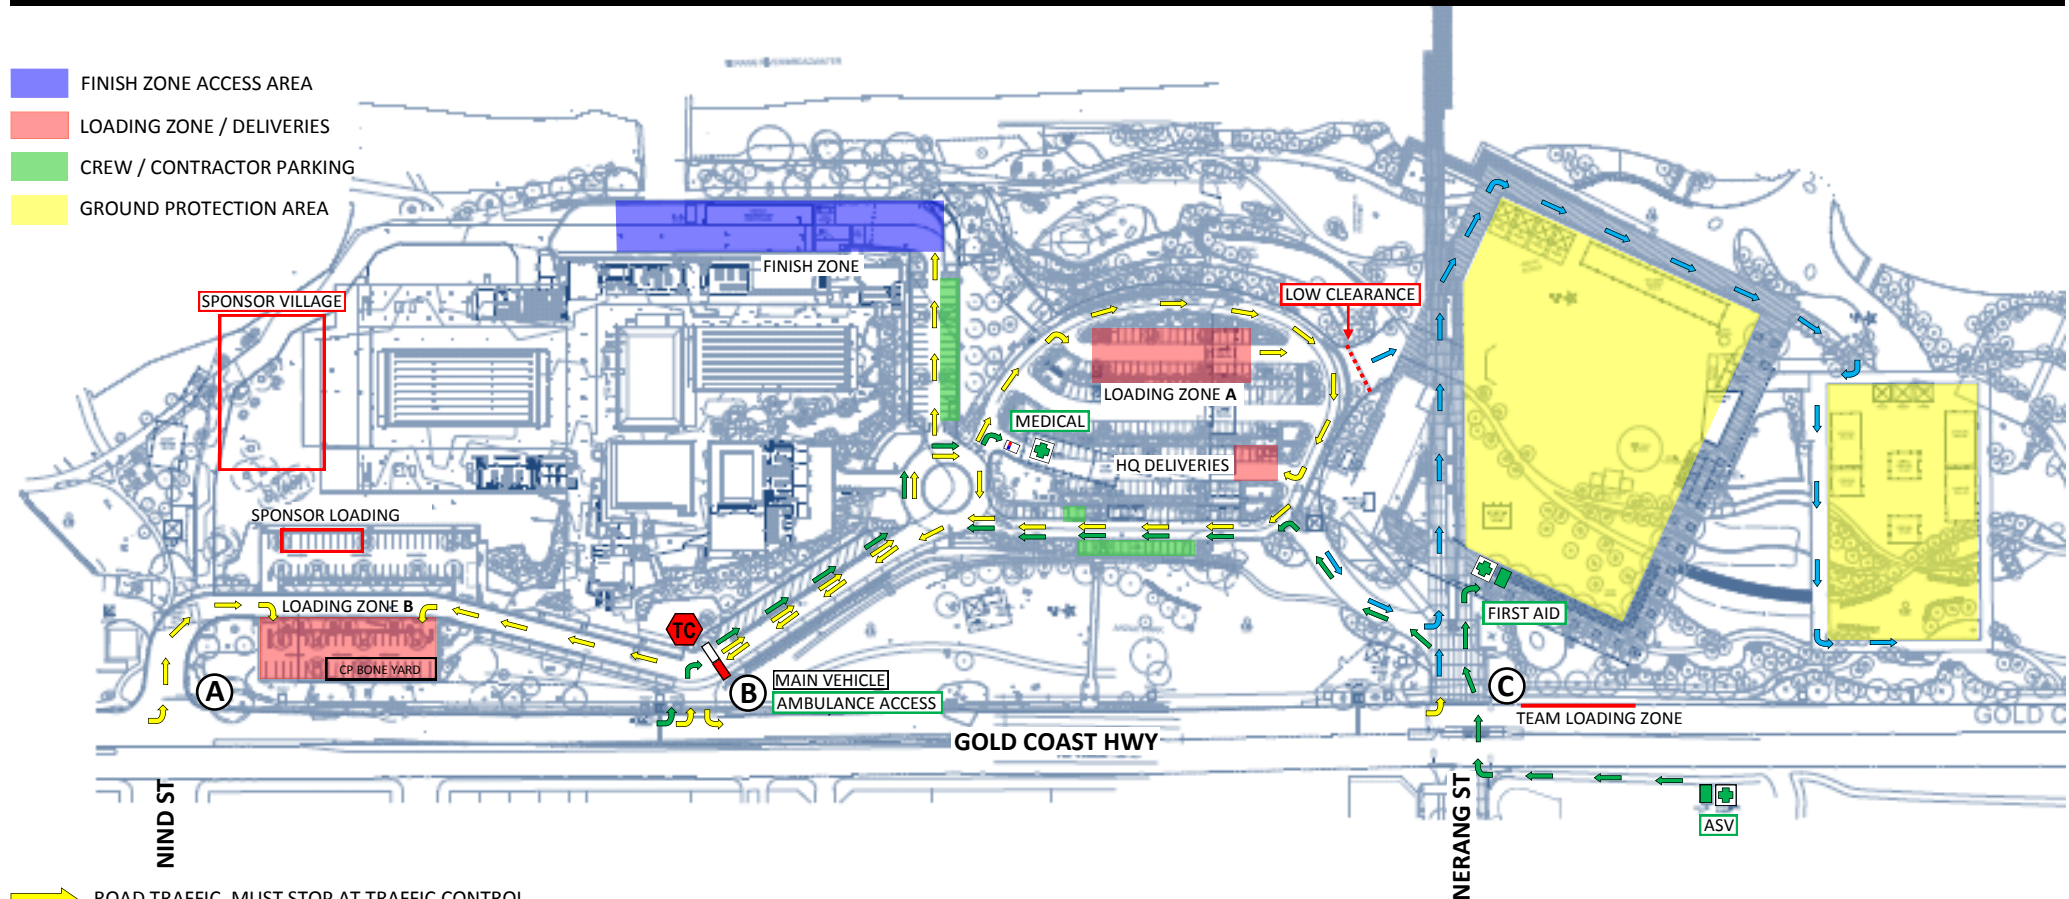 FINISH ZONE ACCESS AREA
LOADING ZONE / DELIVERIES
CREW / CONTRACTOR PARKING
GROUND PROTECTION AREA
FINISH ZONE
SPONSOR VILLAGE
LOW CLEARANCE
LOADING ZONE A
MEDICAL
HQ DELIVERIES
SPONSOR LOADING
LOADING ZONE B
CP BONE YARD
TC
FIRST AID
A
B
C
MAIN VEHICLE
AMBULANCE ACCESS
TEAM LOADING ZONE
GOLD C
GOLD COAST HWY
NIND ST
NERANG ST
ASV
ROAD TRAFFIC MUST STOP AT TRAFFIC CONTROL